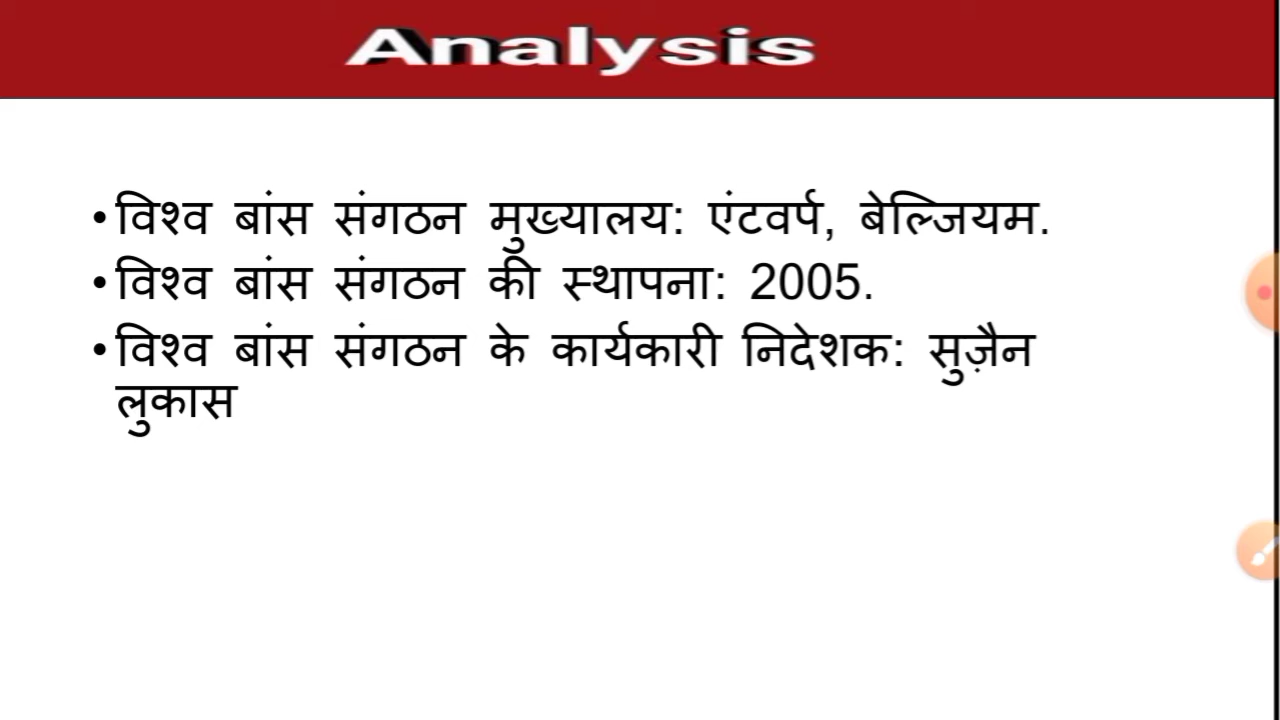 Analysis
•विश्व बांस संगठन मुख्यालय: एंटवर्प, बेल्जियम.
•विश्व बांस संगठन की स्थापना: 2005.
•विश्व बांस संगठन के कार्यकारी निदेशक: सुज़ैन
लुकास